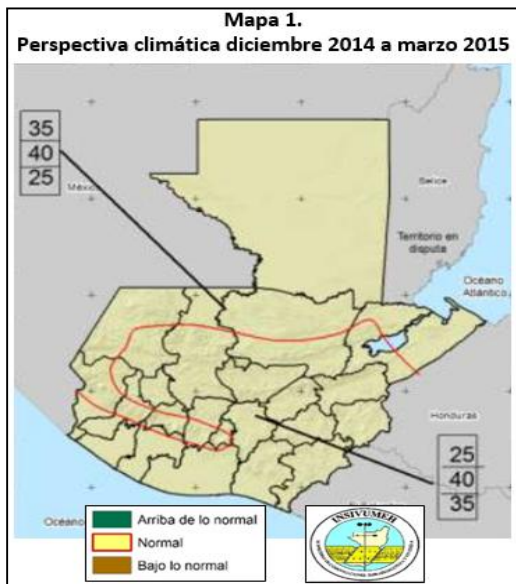 Mapa 1.
Perspectiva climática diciembre 2014 a marzo 2015
35
40
25
México
Belice
Territorio en
disputa
Océano
Atlántico
Honduras
25
40
35
Océano
Arriba de lo normal
Normal
Bajo lo normal
INSIVUMEH